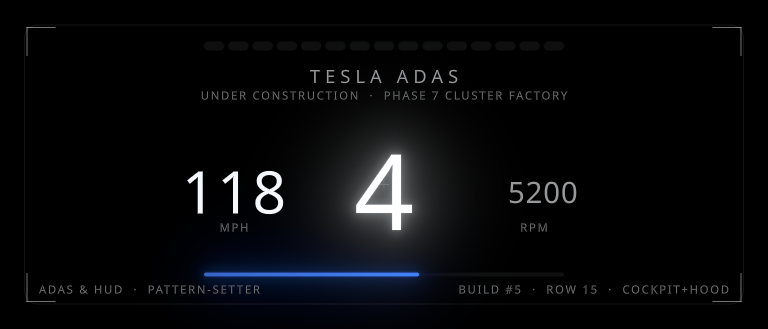 TESLA ADAS
UNDER CONSTRUCTION · PHASE 7 CLUSTER FACTORY
118 4 5200
MPH RPM
ADAS & HUD · PATTERN-SETTER BUILD #5 · ROW 15 · COCKPIT+HOOD